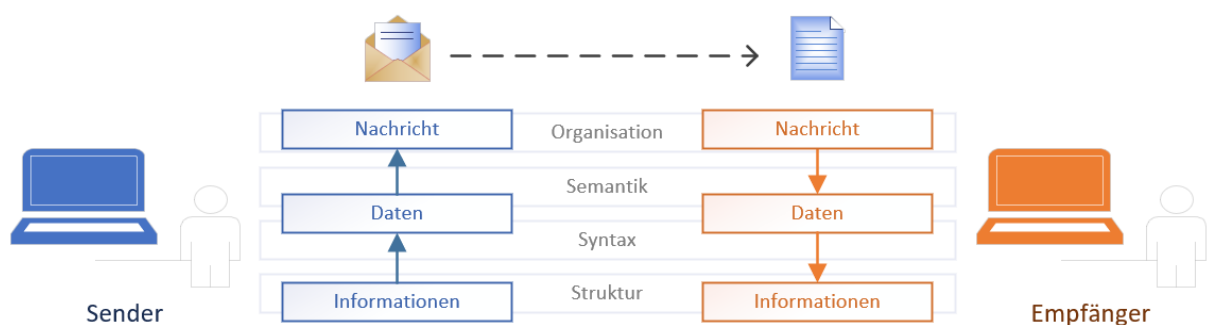 Nachricht Organisation Nachricht
Semantik
Daten Daten
Syntax
Informationen Struktur Informationen
Sender Empfänger